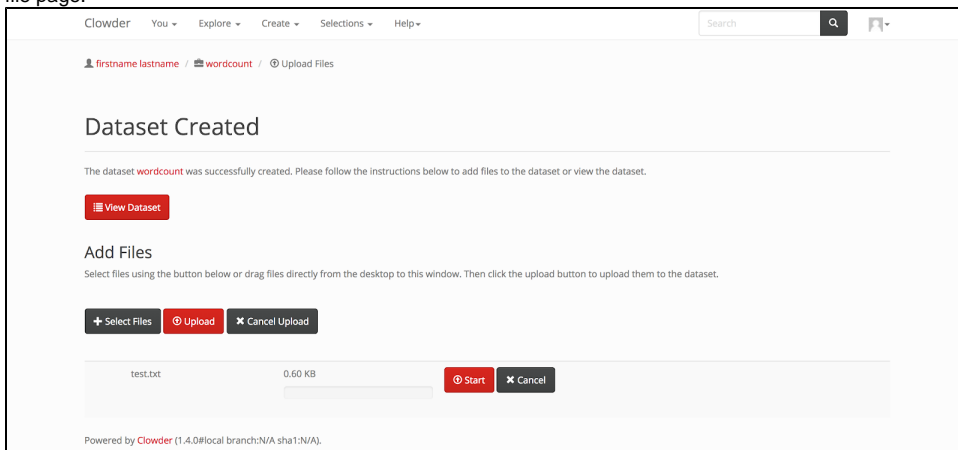 file page.
Clowder You Explore Create Selections Help Search
firstname lastname / wordcount / Upload Files
Dataset Created
The dataset wordcount was successfully created. Please follow the instructions below to add files to the dataset or view the dataset.
View Dataset
Add Files
Select files using the button below or drag files directly from the desktop to this window. Then click the upload button to upload them to the dataset.
Select Files Upload Cancel Upload
test.txt 0.60 KB Start Cancel
Powered by Clowder (1.4.0#local branch:N/A sha1:N/A).